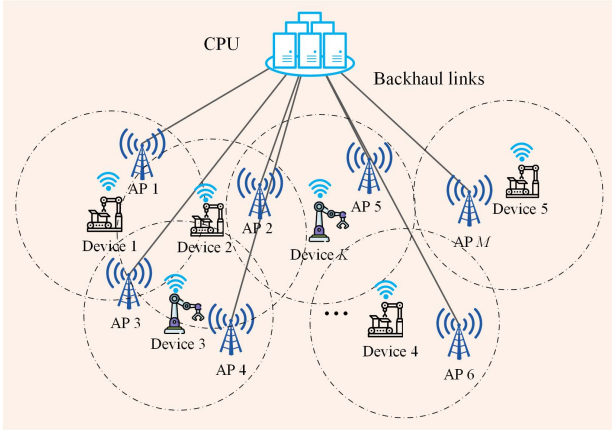 CPU
Backhaul links
AP 1
AP 5
Device 5
Device 1
Device 2
AP 2
Device K
AP M
AP 3
Device 3
...
Device 4
AP 4
AP 6